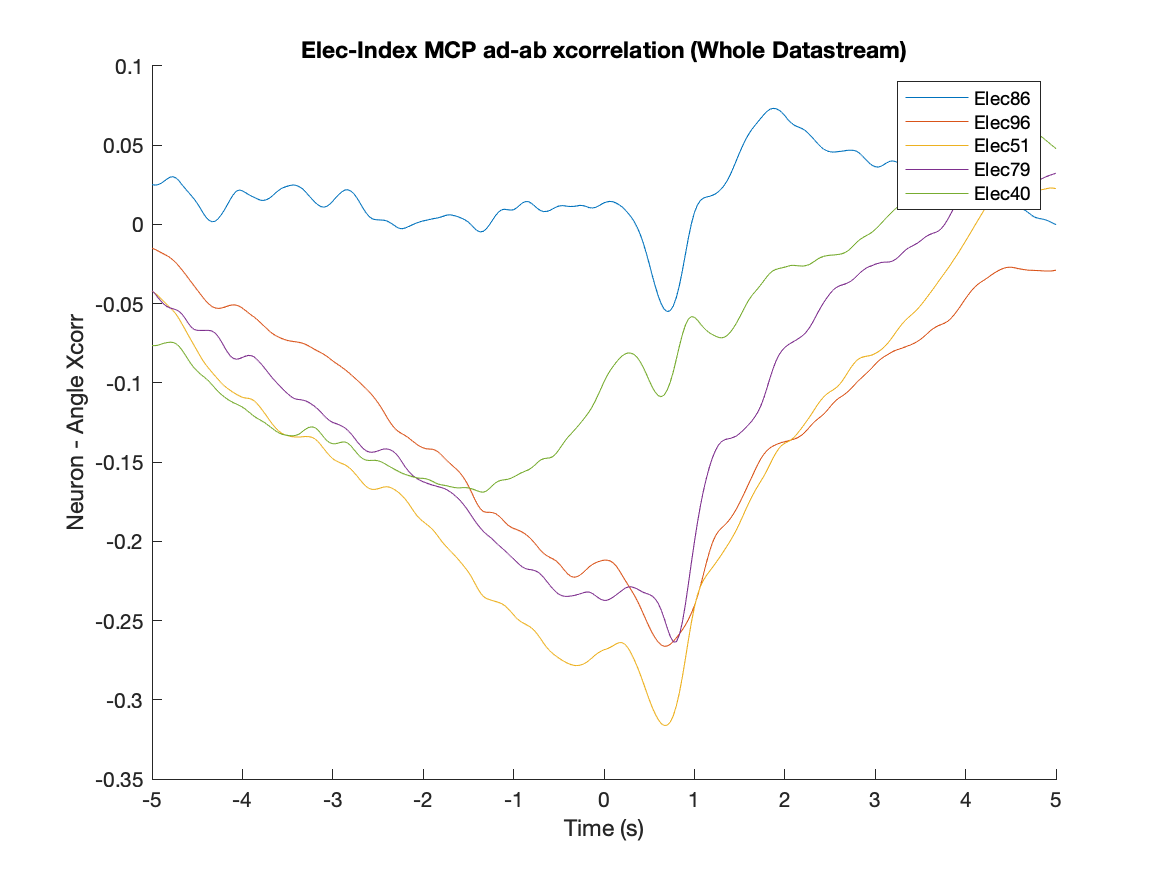 Elec-Index MCP ad-ab xcorrelation (Whole Datastream)
0.1
0.05
0
-0.05
-0.1
-0.15
-0.2
-0.25
-0.3
-0.35
Neuron - Angle Xcorr
Elec86
Elec96
Elec51
Elec79
Elec40
-5 -4 -3 -2 -1 0 1 2 3 4 5
Time (s)